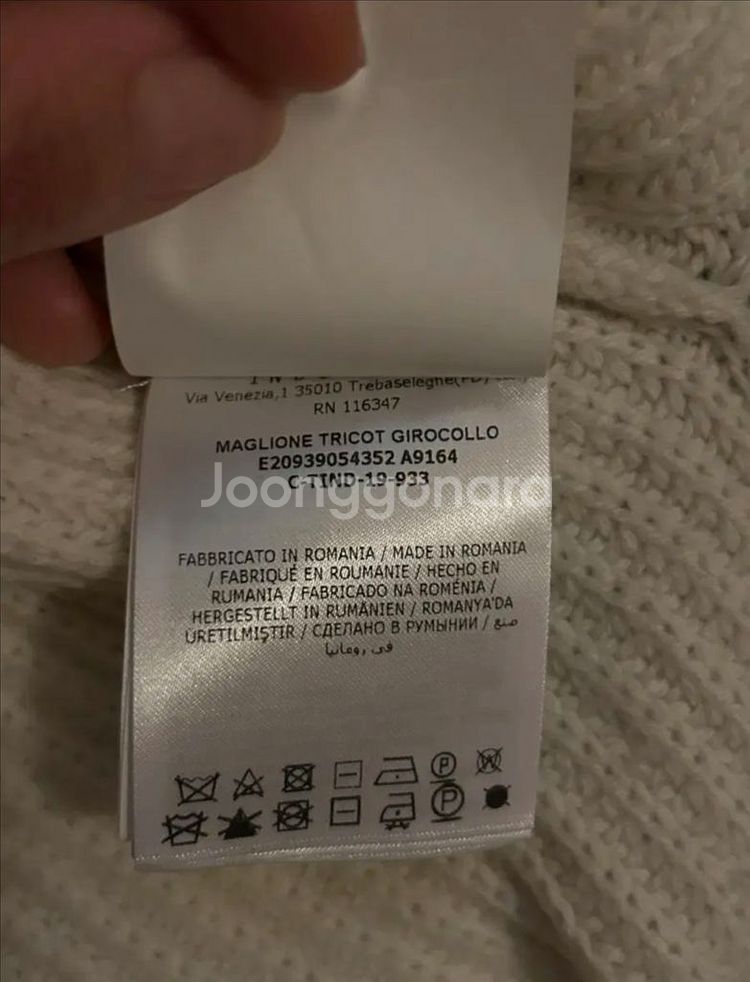 Via Venezia,1 35010 Trebaseleghe(PD)
RN 116347
MAGLIONE TRICOT GIROCOLLO
E20939054352 A9164
C-TIND-19-933
Joonggonara
FABBRICATO IN ROMANIA / MADE IN ROMANIA
/ FABRIQUÉ EN ROUMANIE / HECHO EN
RUMANIA / FABRICADO NA ROMÉNIA /
HERGESTELLT IN RUMÄNIEN / ROMANYA'DA
ÜRETILMIŞTIR / СДЕЛАНО В РУМЫНИИ / صنع
في رومانيا
P W
P